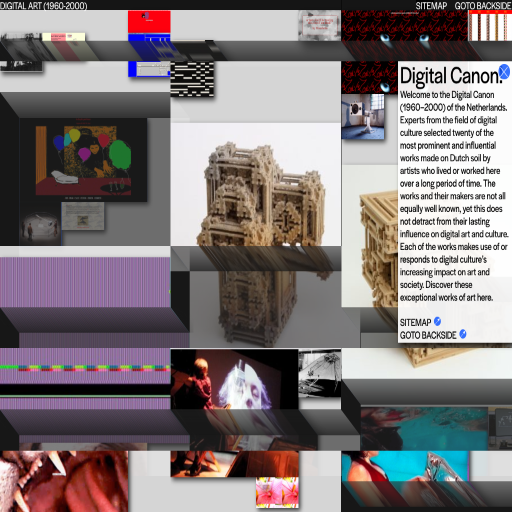 DIGITAL ART (1960-2000)
SITEMAP GOTO BACKSIDE
Digital Canon.
Welcome to the Digital Canon
(1960–2000) of the Netherlands.
Experts from the field of digital
culture selected twenty of the
most prominent and influential
works made on Dutch soil by
artists who lived or worked here
over a long period of time. The
works and their makers are not all
equally well known, yet this does
not detract from their lasting
influence on digital art and culture.
Each of the works makes use of or
responds to digital culture's
increasing impact on art and
society. Discover these
exceptional works of art here.
SITEMAP
GOTO BACKSIDE